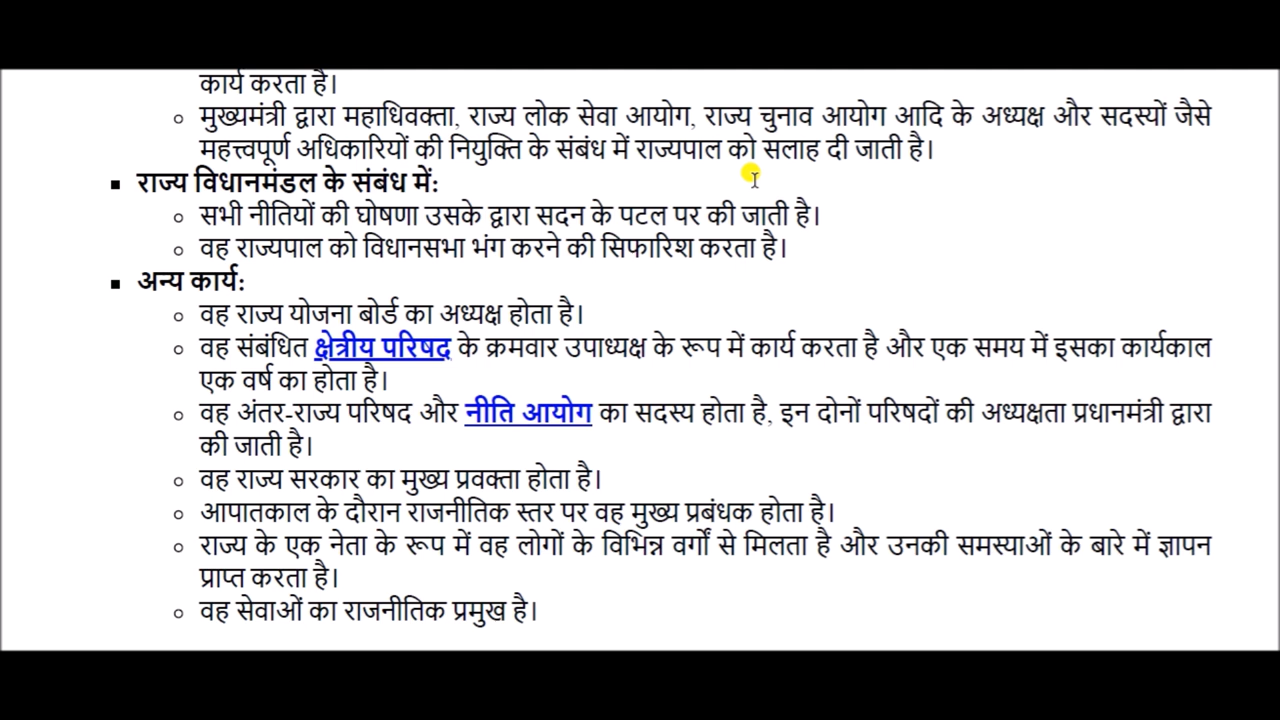 कार्य करता है।
मुख्यमंत्री द्वारा महाधिवक्ता, राज्य लोक सेवा आयोग, राज्य चुनाव आयोग आदि के अध्यक्ष और सदस्यों जैसे
महत्त्वपूर्ण अधिकारियों की नियुक्ति के संबंध में राज्यपाल को सलाह दी जाती है।
राज्य विधानमंडल के संबंध में:
सभी नीतियों की घोषणा उसके द्वारा सदन के पटल पर की जाती है।
वह राज्यपाल को विधानसभा भंग करने की सिफारिश करता है।
अन्य कार्य:
वह राज्य योजना बोर्ड का अध्यक्ष होता है।
वह संबंधित क्षेत्रीय परिषद के क्रमवार उपाध्यक्ष के रूप में कार्य करता है और एक समय में इसका कार्यकाल
एक वर्ष का होता है।
वह अंतर-राज्य परिषद और नीति आयोग का सदस्य होता है, इन दोनों परिषदों की अध्यक्षता प्रधानमंत्री द्वारा
की जाती है।
वह राज्य सरकार का मुख्य प्रवक्ता होता है।
आपातकाल के दौरान राजनीतिक स्तर पर वह मुख्य प्रबंधक होता है।
राज्य के एक नेता के रूप में वह लोगों के विभिन्न वर्गों से मिलता है और उनकी समस्याओं के बारे में ज्ञापन
प्राप्त करता है।
वह सेवाओं का राजनीतिक प्रमुख है।